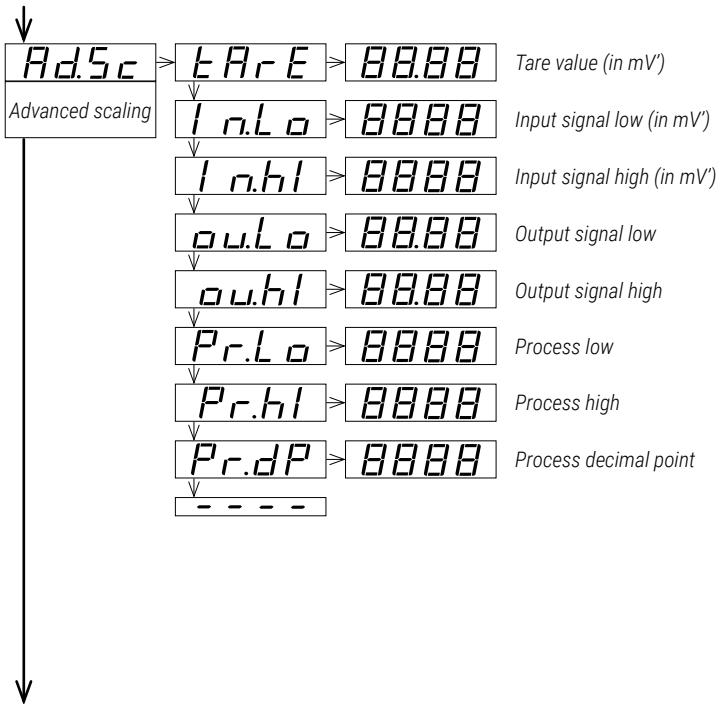 Ad.Sc tArE 88.88 Tare value (in mV')
Advanced scaling
In.Lo 8888 Input signal low (in mV')
In.hI 8888 Input signal high (in mV')
ou.Lo 88.88 Output signal low
ou.hI 88.88 Output signal high
Pr.Lo 8888 Process low
Pr.hI 8888 Process high
Pr.dP 8888 Process decimal point
- - - -